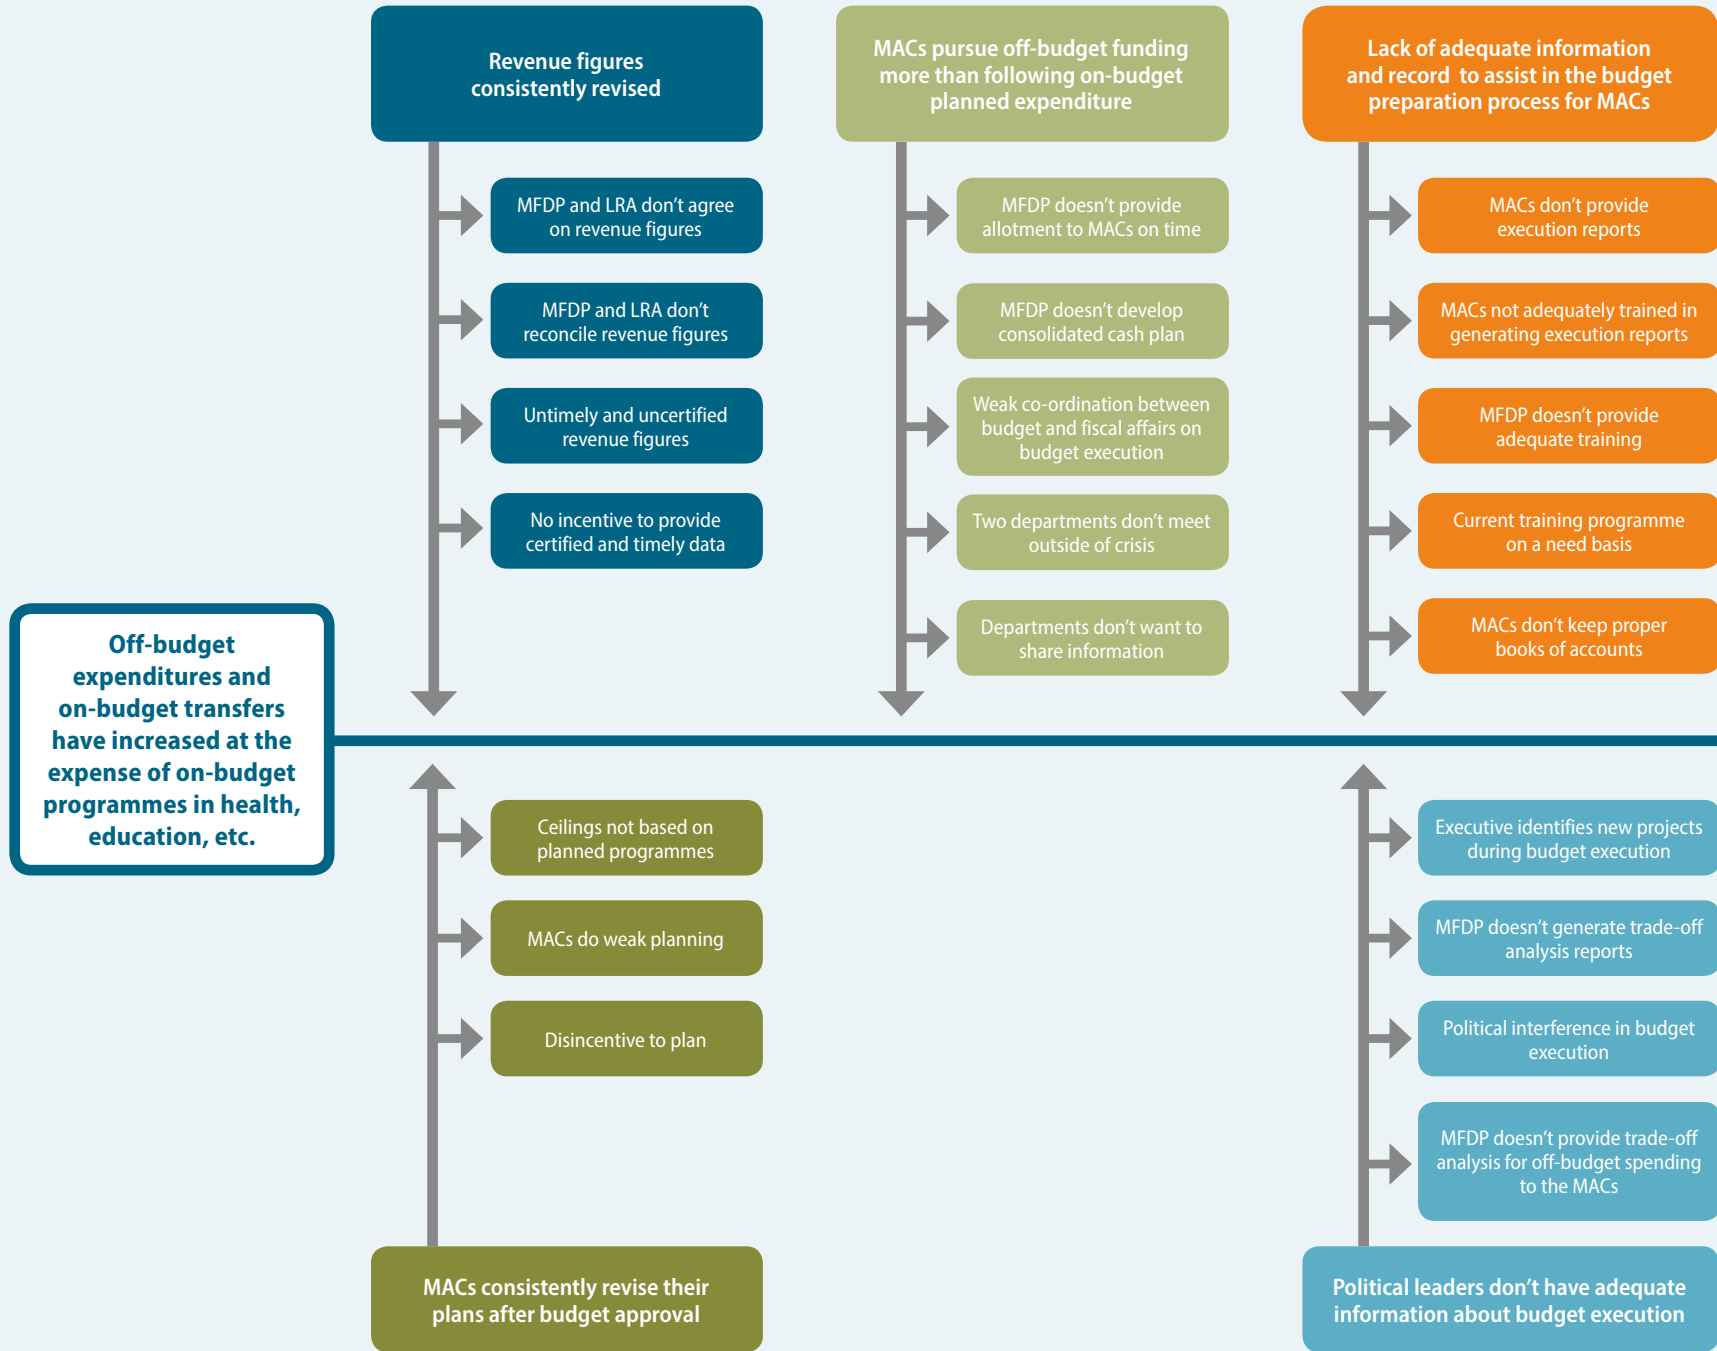 Revenue figures
consistently revised
MFDP and LRA don't agree
on revenue figures
MFDP and LRA don't
reconcile revenue figures
Untimely and uncertified
revenue figures
No incentive to provide
certified and timely data
MACs pursue off-budget funding
more than following on-budget
planned expenditure
MFDP doesn't provide
allotment to MACs on time
MFDP doesn't develop
consolidated cash plan
Weak co-ordination between
budget and fiscal affairs on
budget execution
Two departments don't meet
outside of crisis
Departments don't want to
share information
Lack of adequate information
and record to assist in the budget
preparation process for MACs
MACs don't provide
execution reports
MACs not adequately trained in
generating execution reports
MFDP doesn't provide
adequate training
Current training programme
on a need basis
MACs don't keep proper
books of accounts
Off-budget
expenditures and
on-budget transfers
have increased at the
expense of on-budget
programmes in health,
education, etc.
Ceilings not based on
planned programmes
MACs do weak planning
Disincentive to plan
MACs consistently revise their
plans after budget approval
Executive identifies new projects
during budget execution
MFDP doesn't generate trade-off
analysis reports
Political interference in budget
execution
MFDP doesn't provide trade-off
analysis for off-budget spending
to the MACs
Political leaders don't have adequate
information about budget execution